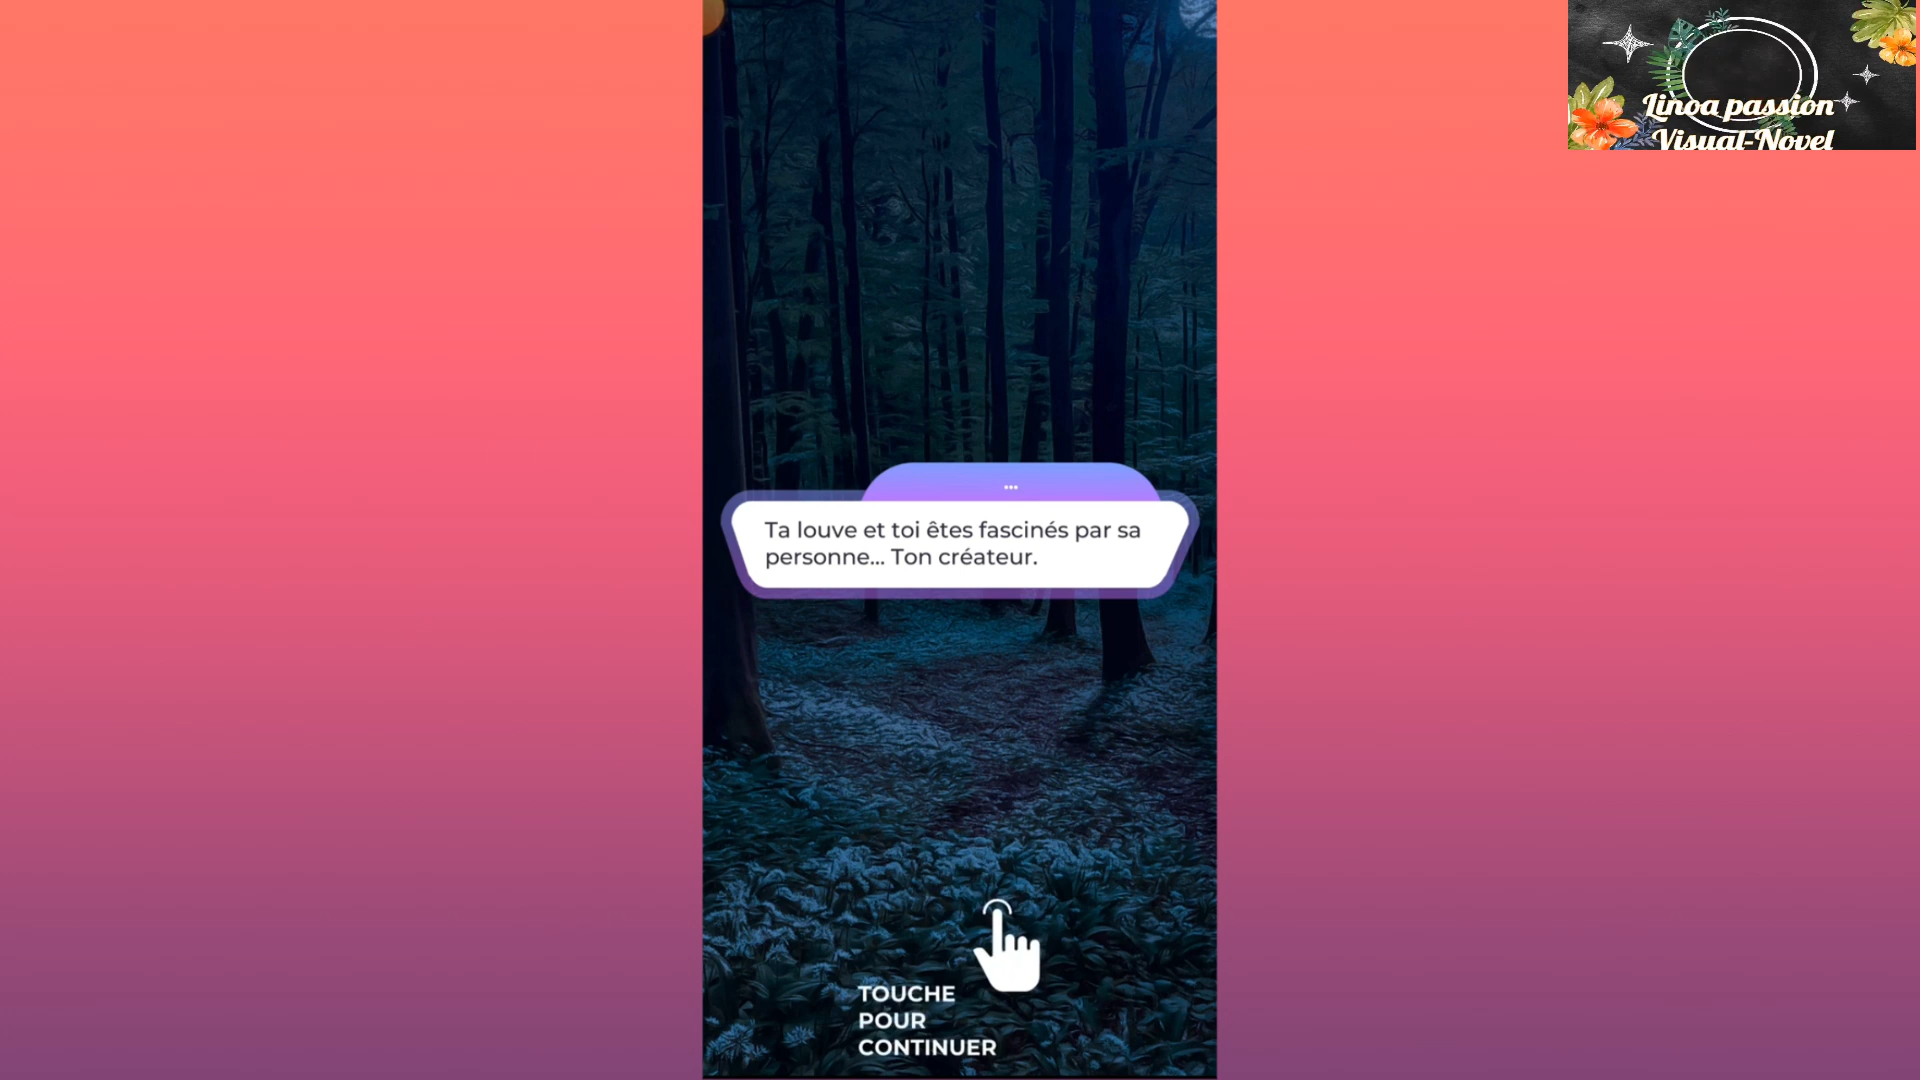 Linoa passion
Visual-Novel
...
Ta louve et toi êtes fascinés par sa
personne... Ton créateur.
TOUCHE
POUR
CONTINUER